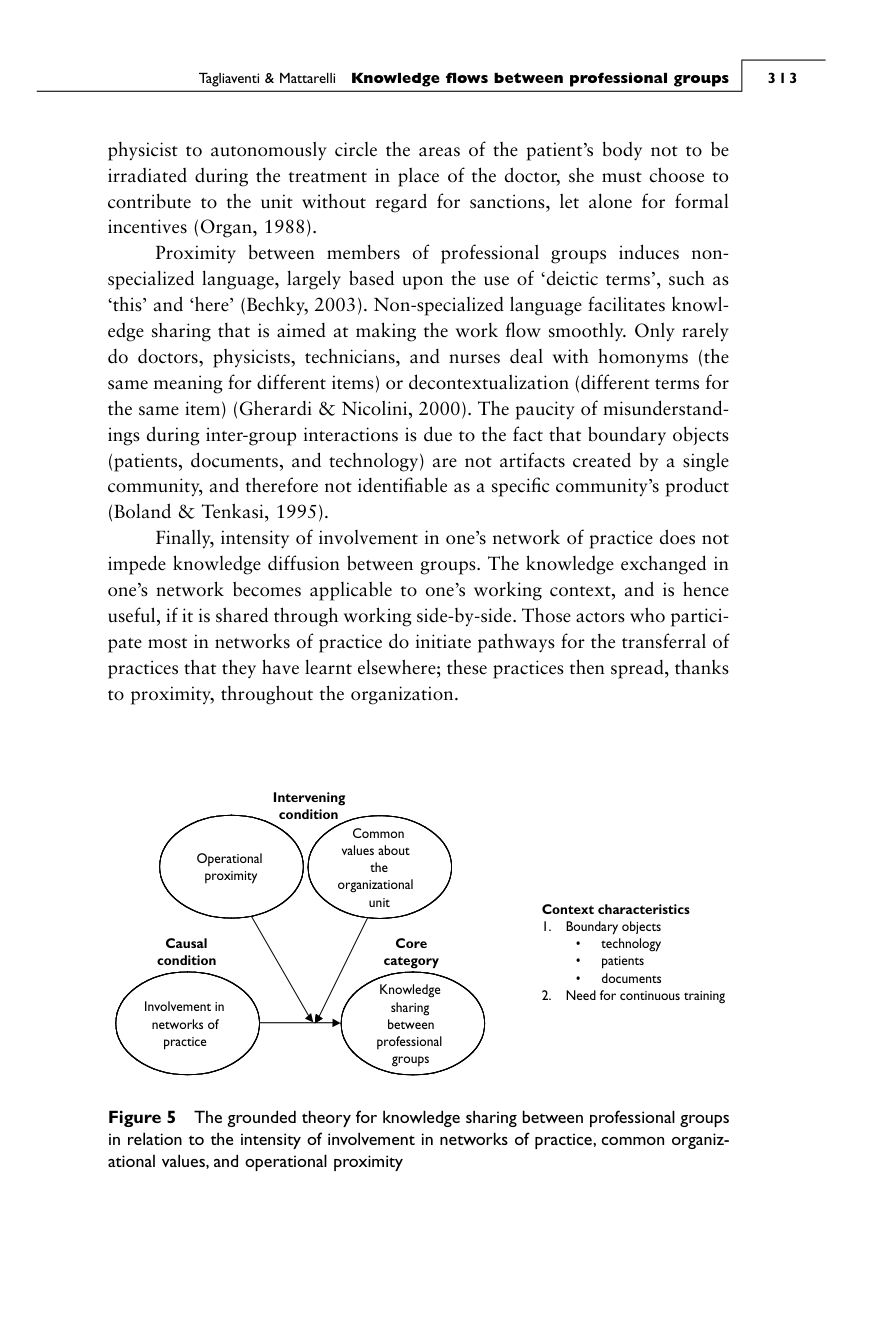 Tagliaventi & Mattarelli Knowledge flows between professional groups 313
physicist to autonomously circle the areas of the patient’s body not to be
irradiated during the treatment in place of the doctor, she must choose to
contribute to the unit without regard for sanctions, let alone for formal
incentives (Organ, 1988).
Proximity between members of professional groups induces non-
specialized language, largely based upon the use of ‘deictic terms’, such as
‘this’ and ‘here’ (Bechky, 2003). Non-specialized language facilitates knowl-
edge sharing that is aimed at making the work flow smoothly. Only rarely
do doctors, physicists, technicians, and nurses deal with homonyms (the
same meaning for different items) or decontextualization (different terms for
the same item) (Gherardi & Nicolini, 2000). The paucity of misunderstand-
ings during inter-group interactions is due to the fact that boundary objects
(patients, documents, and technology) are not artifacts created by a single
community, and therefore not identifiable as a specific community’s product
(Boland & Tenkasi, 1995).
Finally, intensity of involvement in one’s network of practice does not
impede knowledge diffusion between groups. The knowledge exchanged in
one’s network becomes applicable to one’s working context, and is hence
useful, if it is shared through working side-by-side. Those actors who partici-
pate most in networks of practice do initiate pathways for the transferral of
practices that they have learnt elsewhere; these practices then spread, thanks
to proximity, throughout the organization.
Intervening
condition
Operational
proximity
Common
values about
the
organizational
unit
Causal
condition
Involvement in
networks of
practice
Core
category
Knowledge
sharing
between
professional
groups
Context characteristics
1. Boundary objects
• technology
• patients
• documents
2. Need for continuous training
Figure 5 The grounded theory for knowledge sharing between professional groups
in relation to the intensity of involvement in networks of practice, common organiz-
ational values, and operational proximity